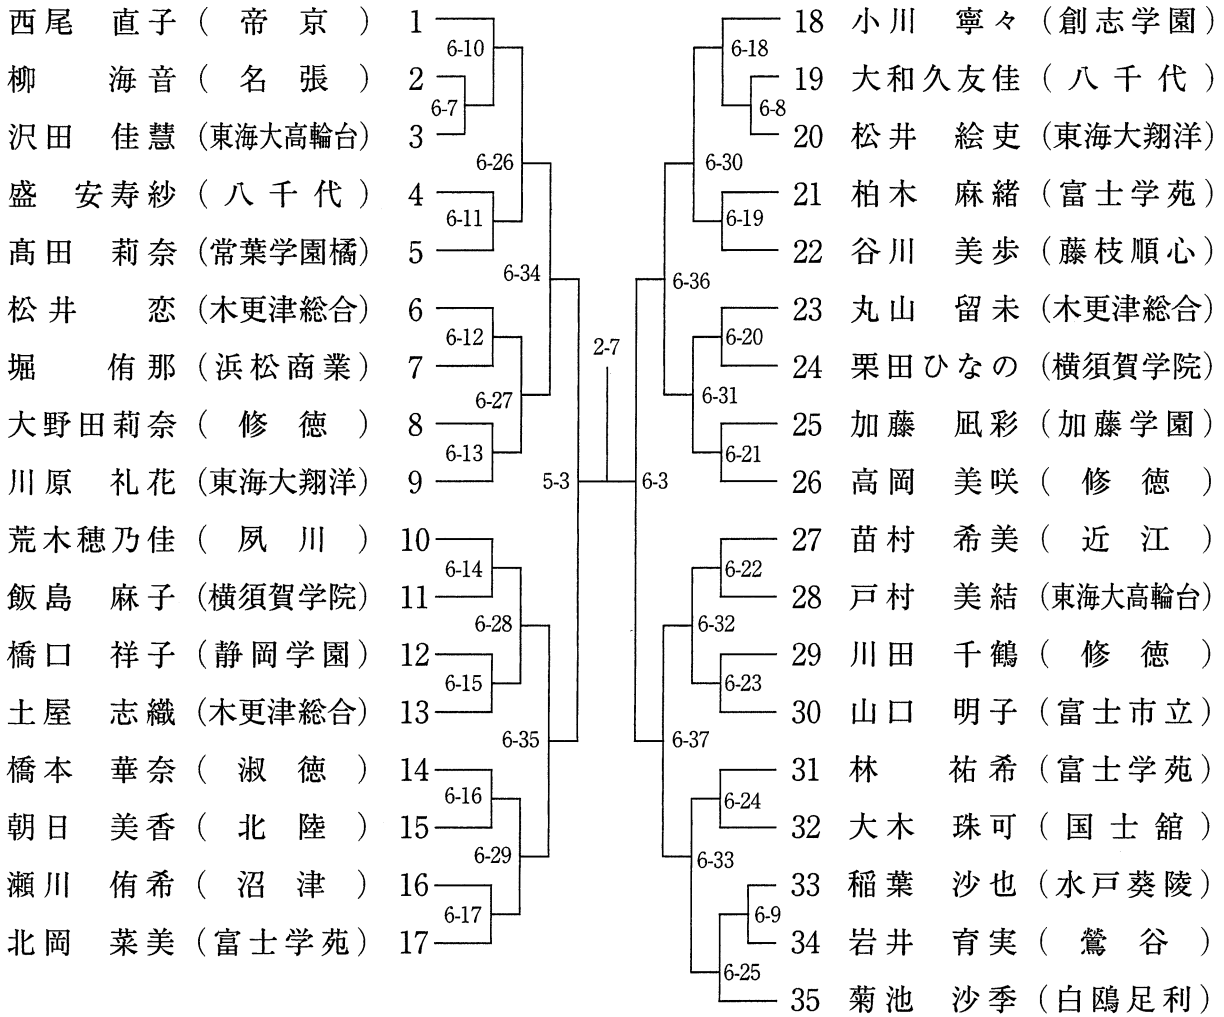 西尾 直子 (帝京) 1
柳 海音 (名張) 2
沢田 佳慧 (東海大高輪台) 3
盛 安寿紗 (八千代) 4
髙田 莉奈 (常葉学園橘) 5
松井 恋 (木更津総合) 6
堀 侑那 (浜松商業) 7
大野田莉奈 (修徳) 8
川原 礼花 (東海大翔洋) 9
荒木穂乃佳 (夙川) 10
飯島 麻子 (横須賀学院) 11
橋口 祥子 (静岡学園) 12
土屋 志織 (木更津総合) 13
橋本 華奈 (淑徳) 14
朝日 美香 (北陸) 15
瀬川 侑希 (沼津) 16
北岡 菜美 (富士学苑) 17
6-10
6-7
6-26
6-11
6-34
6-12
6-27
6-13
5-3
6-14
6-28
6-15
6-35
6-16
6-29
6-17
2-7
6-18
6-8
6-30
6-19
6-36
6-20
6-31
6-21
6-3
6-22
6-32
6-23
6-37
6-24
6-33
6-9
6-25
18 小川 寧々 (創志学園)
19 大和久友佳 (八千代)
20 松井 絵吏 (東海大翔洋)
21 柏木 麻緒 (富士学苑)
22 谷川 美歩 (藤枝順心)
23 丸山 留未 (木更津総合)
24 栗田ひなの (横須賀学院)
25 加藤 凪彩 (加藤学園)
26 高岡 美咲 (修徳)
27 苗村 希美 (近江)
28 戸村 美結 (東海大高輪台)
29 川田 千鶴 (修徳)
30 山口 明子 (富士市立)
31 林 祐希 (富士学苑)
32 大木 珠可 (国士舘)
33 稲葉 沙也 (水戸葵陵)
34 岩井 育実 (鶯谷)
35 菊池 沙季 (白鴎足利)